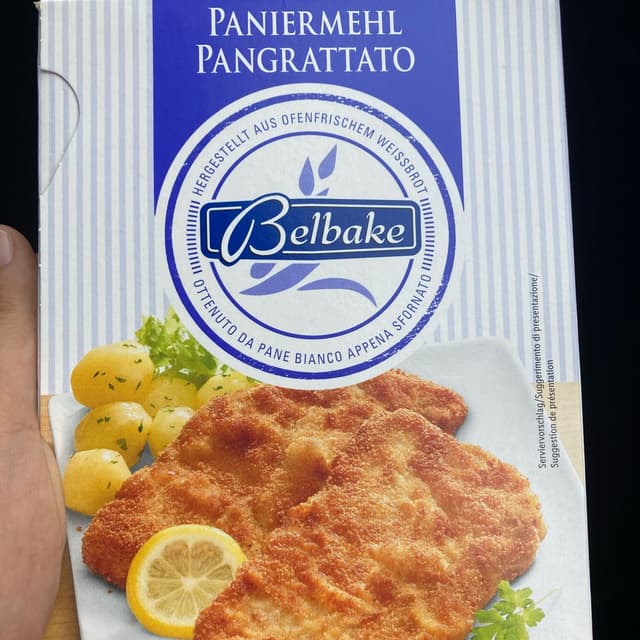 PANIERMEHL
PANGRATTATO
HERGESTELLT AUS OFENFRISCHEM WEISSBROT
Belbake
OTTENUTO DA PANE BIANCO APPENA SFORNATO
Serviervorschlag/Suggerimento di presentazione/
Suggestion de présentation